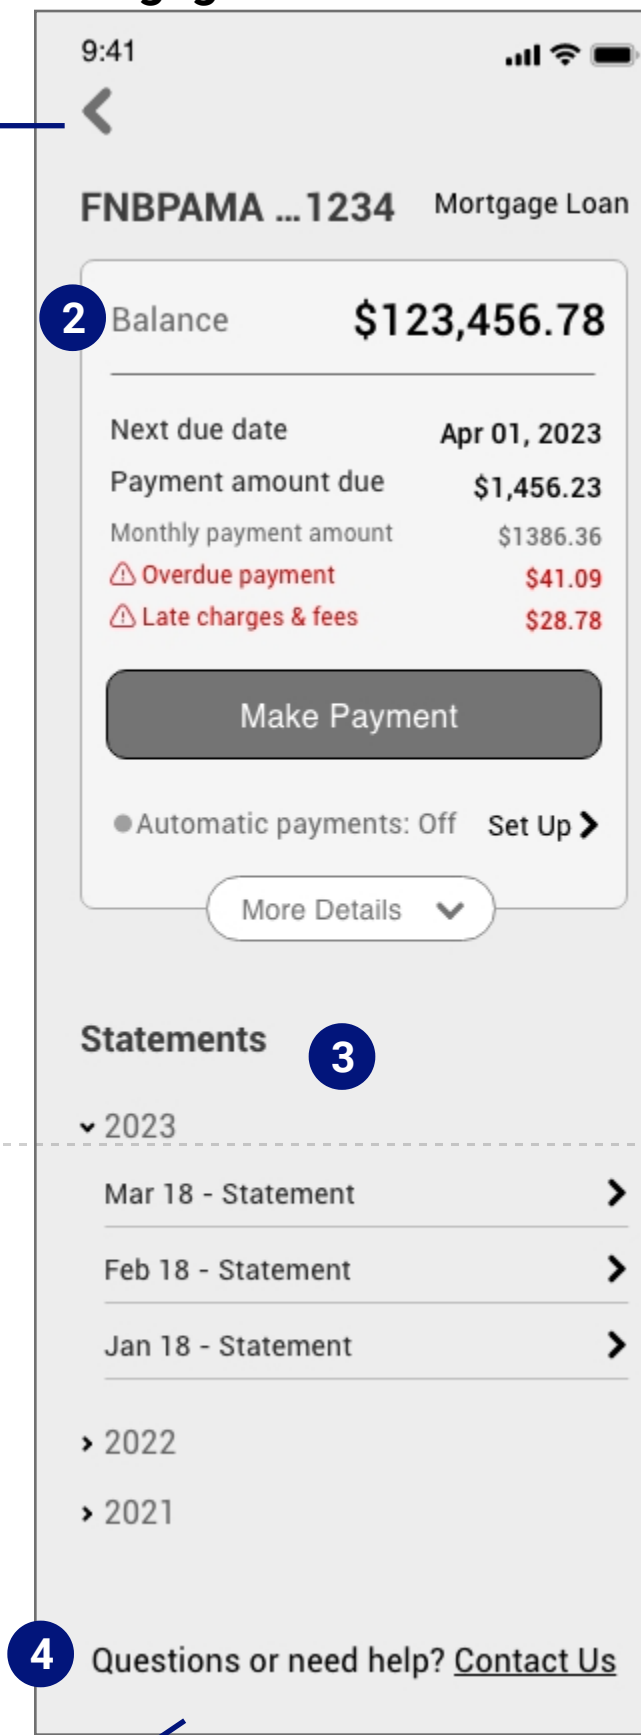 9:41
FNBPAMA ...1234 Mortgage Loan
2 Balance $123,456.78
Next due date Apr 01, 2023
Payment amount due $1,456.23
Monthly payment amount $1386.36
Overdue payment $41.09
Late charges & fees $28.78
Make Payment
Automatic payments: Off Set Up
More Details
Statements 3
2023
Mar 18 - Statement
Feb 18 - Statement
Jan 18 - Statement
2022
2021
4 Questions or need help? Contact Us